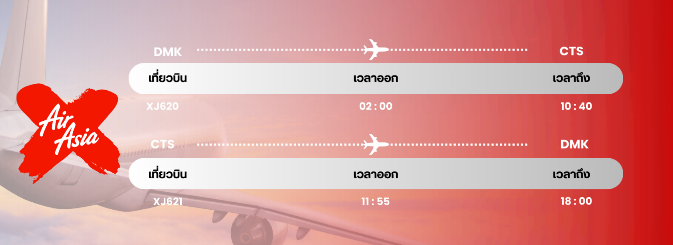 DMK CTS
เที่ยวบิน เวลาออก เวลาถึง
XJ620 02 : 00 10 : 40
Air
Asia
CTS DMK
เที่ยวบิน เวลาออก เวลาถึง
XJ621 11 : 55 18 : 00